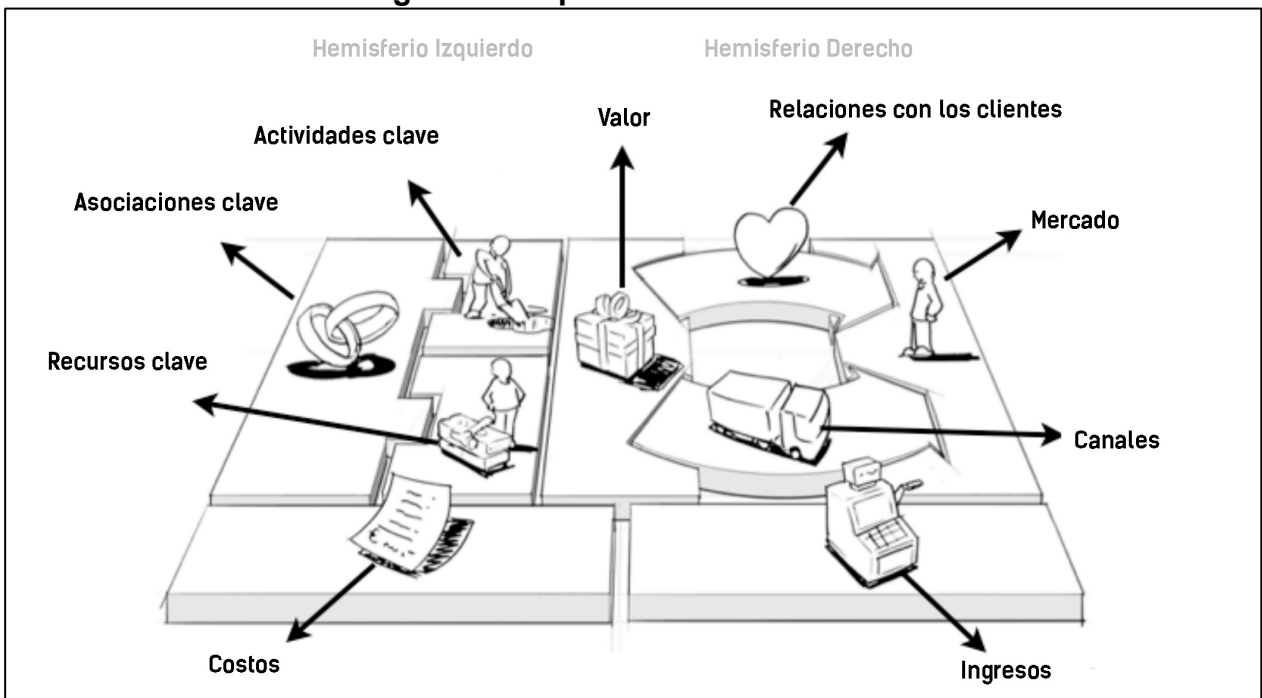 Hemisferio Izquierdo
Hemisferio Derecho
Relaciones con los clientes
Valor
Actividades clave
Asociaciones clave
Mercado
Recursos clave
Canales
Costos
Ingresos